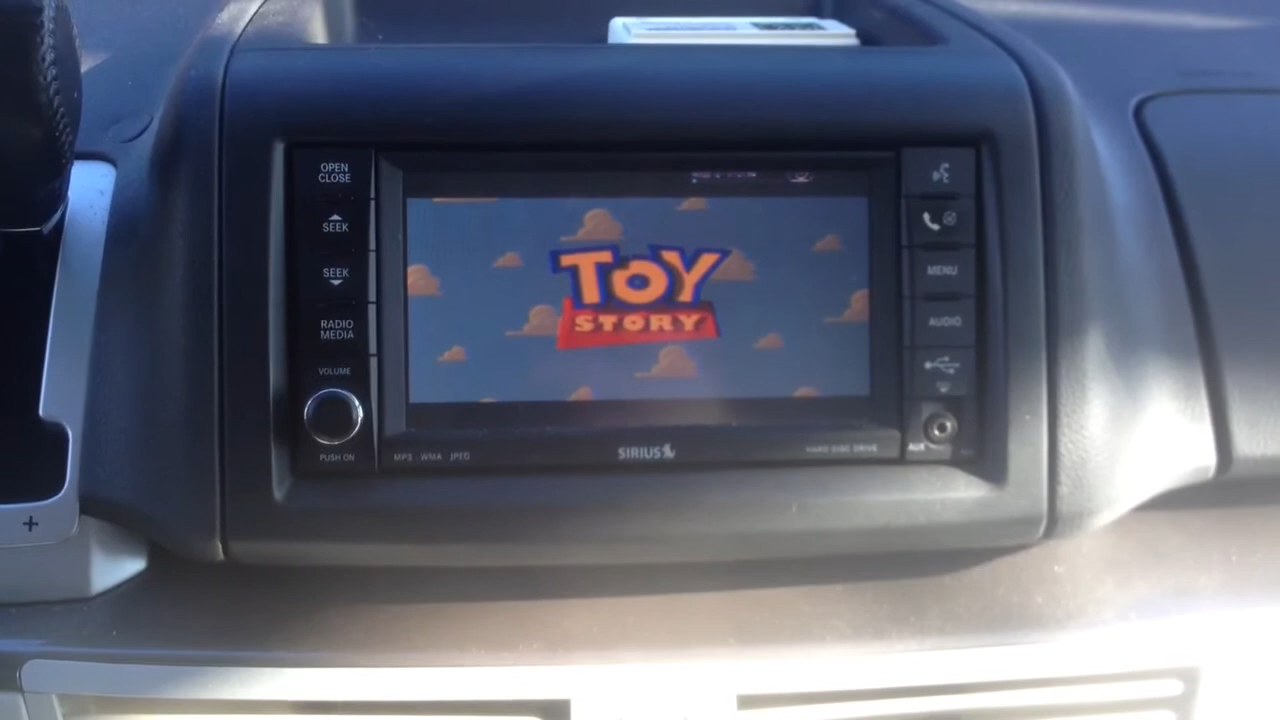 OPEN
CLOSE
SEEK
SEEK
RADIO
MEDIA
VOLUME
PUSH ON
TOY
STORY
MENU
AUDIO
AUX
MP3 WMA JPEG
SIRIUS
HARD DISC DRIVE
+